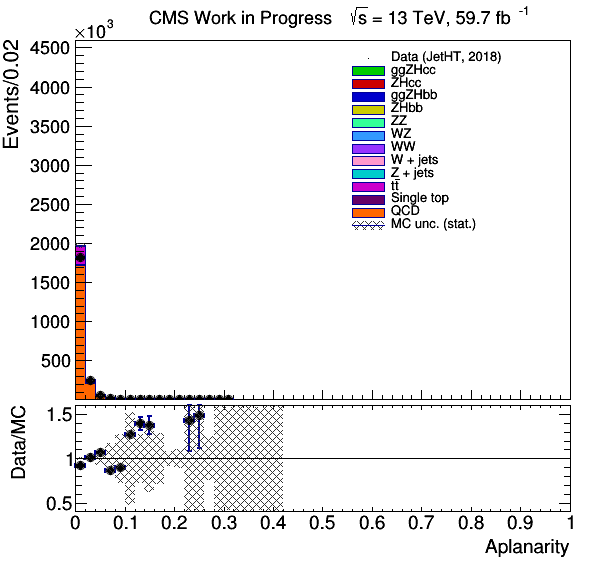 CMS Work in Progress √s = 13 TeV, 59.7 fb⁻¹
×10³
Events/0.02
4500
4000
3500
3000
2500
2000
1500
1000
500
Data (JetHT, 2018)
ggZHcc
ZHcc
ggZHbb
ZHbb
ZZ
WZ
WW
W + jets
Z + jets
tt̄
Single top
QCD
MC unc. (stat.)
Data/MC
1.5
1
0.5
0 0.1 0.2 0.3 0.4 0.5 0.6 0.7 0.8 0.9 1
Aplanarity